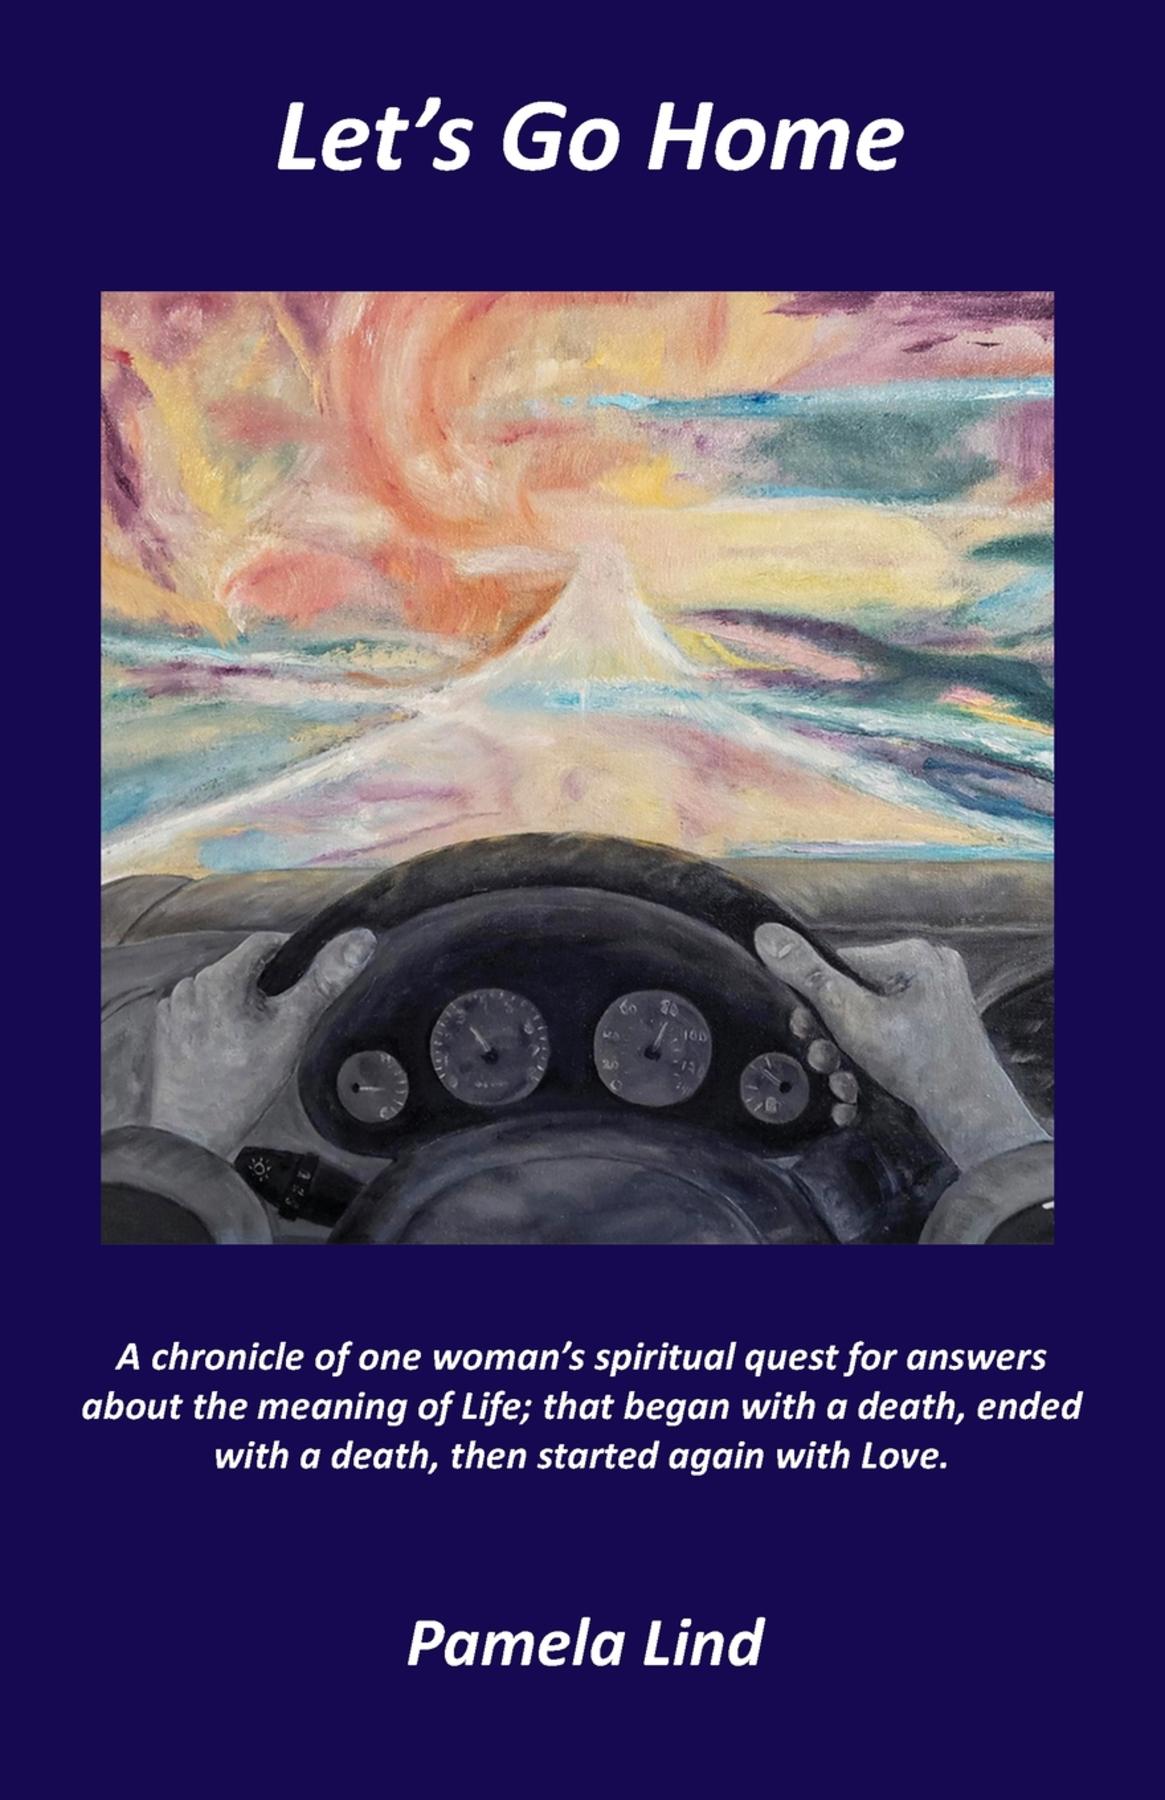 Let’s Go Home
A chronicle of one woman’s spiritual quest for answers
about the meaning of Life; that began with a death, ended
with a death, then started again with Love.
Pamela Lind